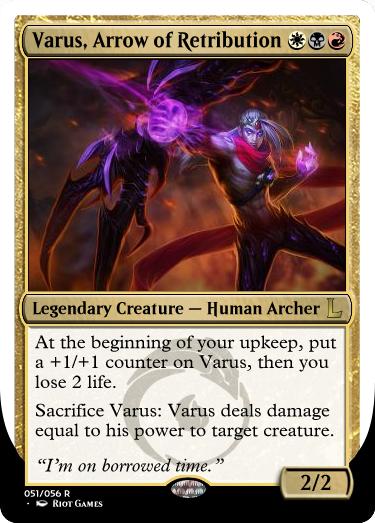 Varus, Arrow of Retribution
Legendary Creature — Human Archer
L
At the beginning of your upkeep, put
a +1/+1 counter on Varus, then you
lose 2 life.
Sacrifice Varus: Varus deals damage
equal to his power to target creature.
"I'm on borrowed time."
2/2
051/056 R
· RIOT GAMES